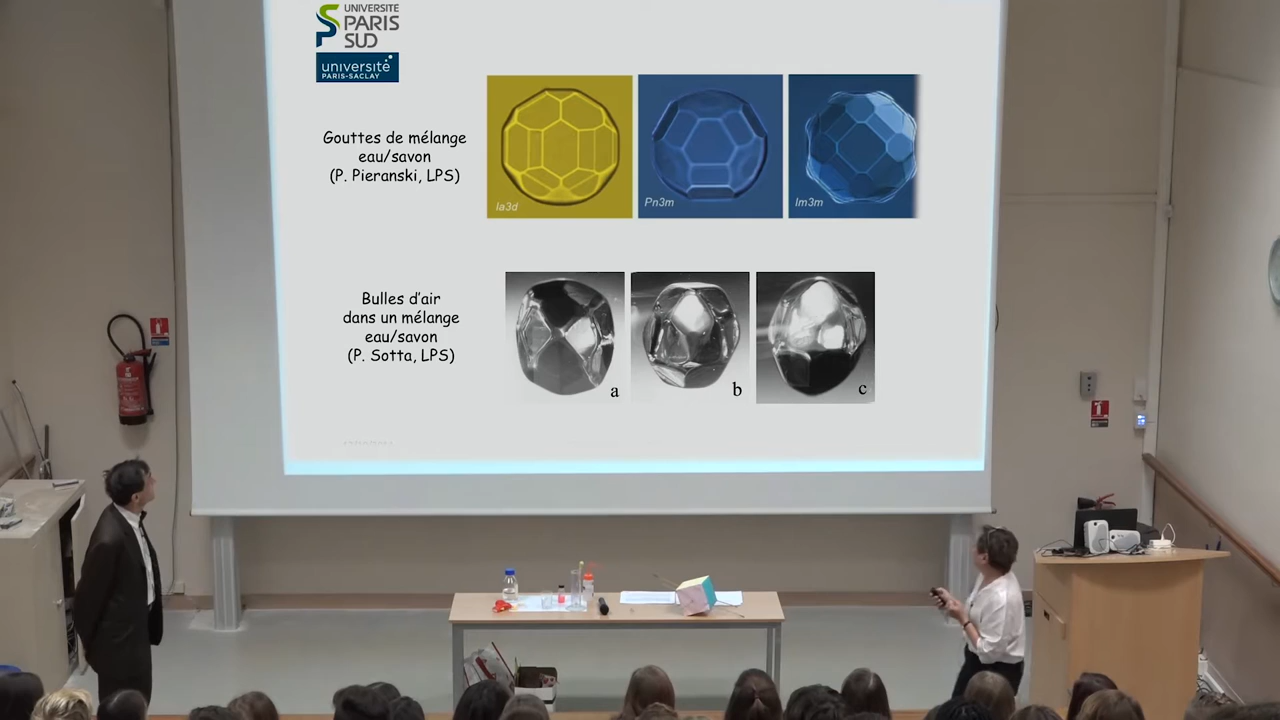 UNIVERSITÉ
PARIS
SUD
université
PARIS-SACLAY
Gouttes de mélange
eau/savon
(P. Pieranski, LPS)
Ia3d
Pn3m
Im3m
Bulles d'air
dans un mélange
eau/savon
(P. Sotta, LPS)
a
b
c